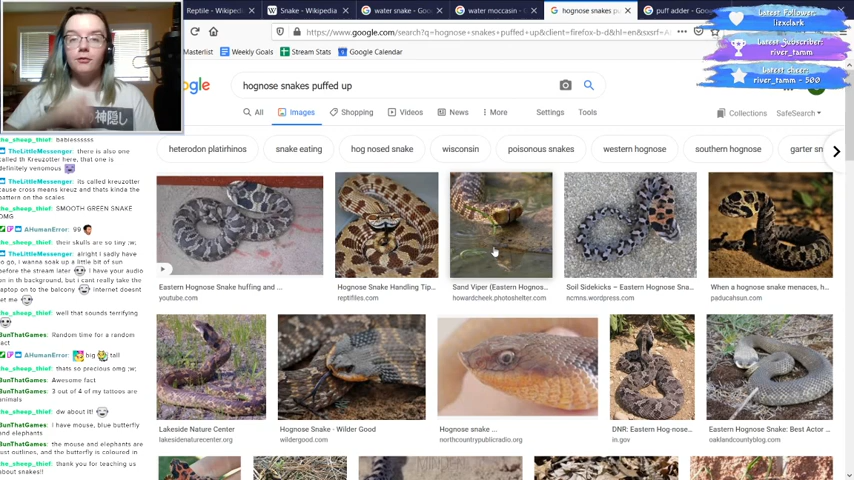 Reptile - Wikiped
Snake - Wikipedia
water snake - Goo
water moccasin - G
hognose snakes pu
puff adder - Goog
https://www.google.com/search?q=hognose+snakes+puffed+up&client=firefox-b-d&hl=en&sxsrf=A
Masterlist
Weekly Goals
Stream Stats
Google Calendar
Latest Follower:
lizxclark
Latest Subscriber:
river_tamm
Latest cheer:
river_tamm - 500
ogle
hognose snakes puffed up
All
Images
Shopping
Videos
News
More
Settings
Tools
Collections
SafeSearch
heterodon platirhinos
snake eating
hog nosed snake
wisconsin
poisonous snakes
western hognose
southern hognose
garter sn
Eastern Hognose Snake huffing and ...
youtube.com
Hognose Snake Handling Tip...
reptifiles.com
Sand Viper (Eastern Hognos...
howardcheek.photoshelter.com
Soil Sidekicks – Eastern Hognose Sna...
ncmns.wordpress.com
When a hognose snake menaces, h...
paducahsun.com
Lakeside Nature Center
lakesidenaturecenter.org
Hognose Snake - Wilder Good
wildergood.com
Hognose snake ...
northcountrypublicradio.org
DNR: Eastern Hog-nose...
in.gov
Eastern Hognose Snake: Best Actor ...
oaklandcountyblog.com
神隠し
he_sheep_thief: babiessssss
TheLittleMessenger: there is also one
called th Kreuzotter here, that one is
definitely venomous
TheLittleMessenger: its called kreuzotter
cause cross means kreuz and thats kinda the
pattern on the
scales
he_sheep_thief: SMOOTH GREEN SNAKE
OMG
AHumanError: 99
he_sheep_thief: their skulls are so tiny ;w;
TheLittleMessenger: alright I sadly have
to go, i wanna soak up a little bit of sun
before the stream later
I have your audio
on in th background, but i cant really take the
laptop on to the balcony
Internet doesnt
let me
he_sheep_thief: well that sounds terrifying
BunThatGames: Random time for a random
fact
AHumanError: big
tall
he_sheep_thief: thats so precious omg ;w;
BunThatGames: Awesome fact
BunThatGames: 3 out of 4 of my tattoos are
animals
he_sheep_thief: dw about it!
BunThatGames: I have mouse, blue butterfly
and elephants
BunThatGames: the mouse and elephants are
just outlines, and the butterfly is coloured in
he_sheep_thief: thank you for teaching us
about snakes!!